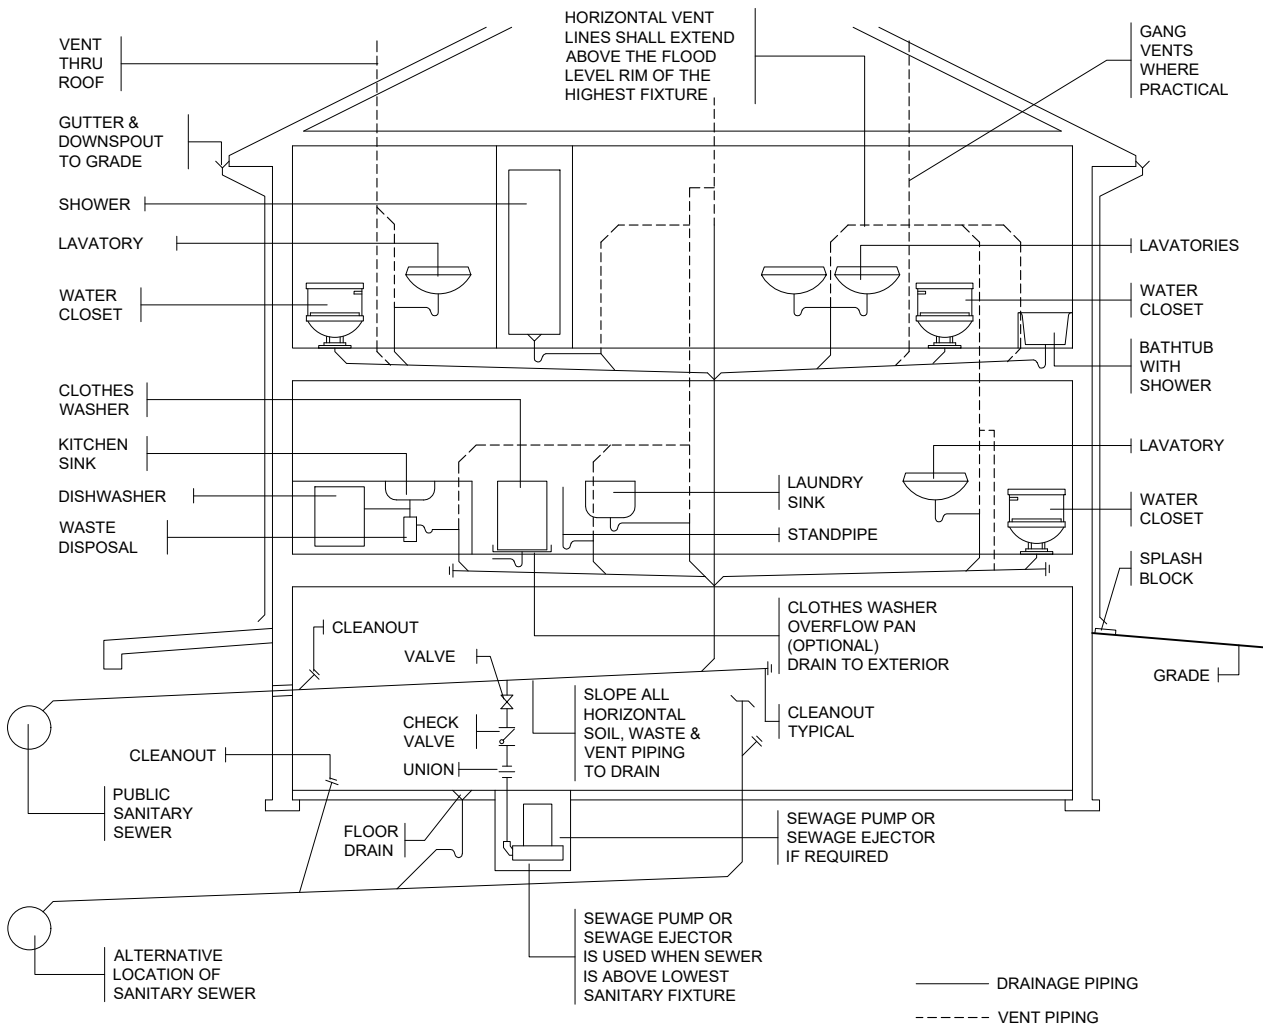 HORIZONTAL VENT
LINES SHALL EXTEND
ABOVE THE FLOOD
LEVEL RIM OF THE
HIGHEST FIXTURE
VENT
THRU
ROOF
GANG
VENTS
WHERE
PRACTICAL
GUTTER &
DOWNSPOUT
TO GRADE
SHOWER
LAVATORY
LAVATORIES
WATER
CLOSET
WATER
CLOSET
BATHTUB
WITH
SHOWER
CLOTHES
WASHER
KITCHEN
SINK
LAVATORY
DISHWASHER
LAUNDRY
SINK
WATER
CLOSET
WASTE
DISPOSAL
STANDPIPE
SPLASH
BLOCK
CLOTHES WASHER
OVERFLOW PAN
(OPTIONAL)
DRAIN TO EXTERIOR
CLEANOUT
VALVE
GRADE
SLOPE ALL
HORIZONTAL
SOIL, WASTE &
VENT PIPING
TO DRAIN
CLEANOUT
TYPICAL
CHECK
VALVE
CLEANOUT
UNION
PUBLIC
SANITARY
SEWER
FLOOR
DRAIN
SEWAGE PUMP OR
SEWAGE EJECTOR
IF REQUIRED
SEWAGE PUMP OR
SEWAGE EJECTOR
IS USED WHEN SEWER
IS ABOVE LOWEST
SANITARY FIXTURE
ALTERNATIVE
LOCATION OF
SANITARY SEWER
DRAINAGE PIPING
VENT PIPING